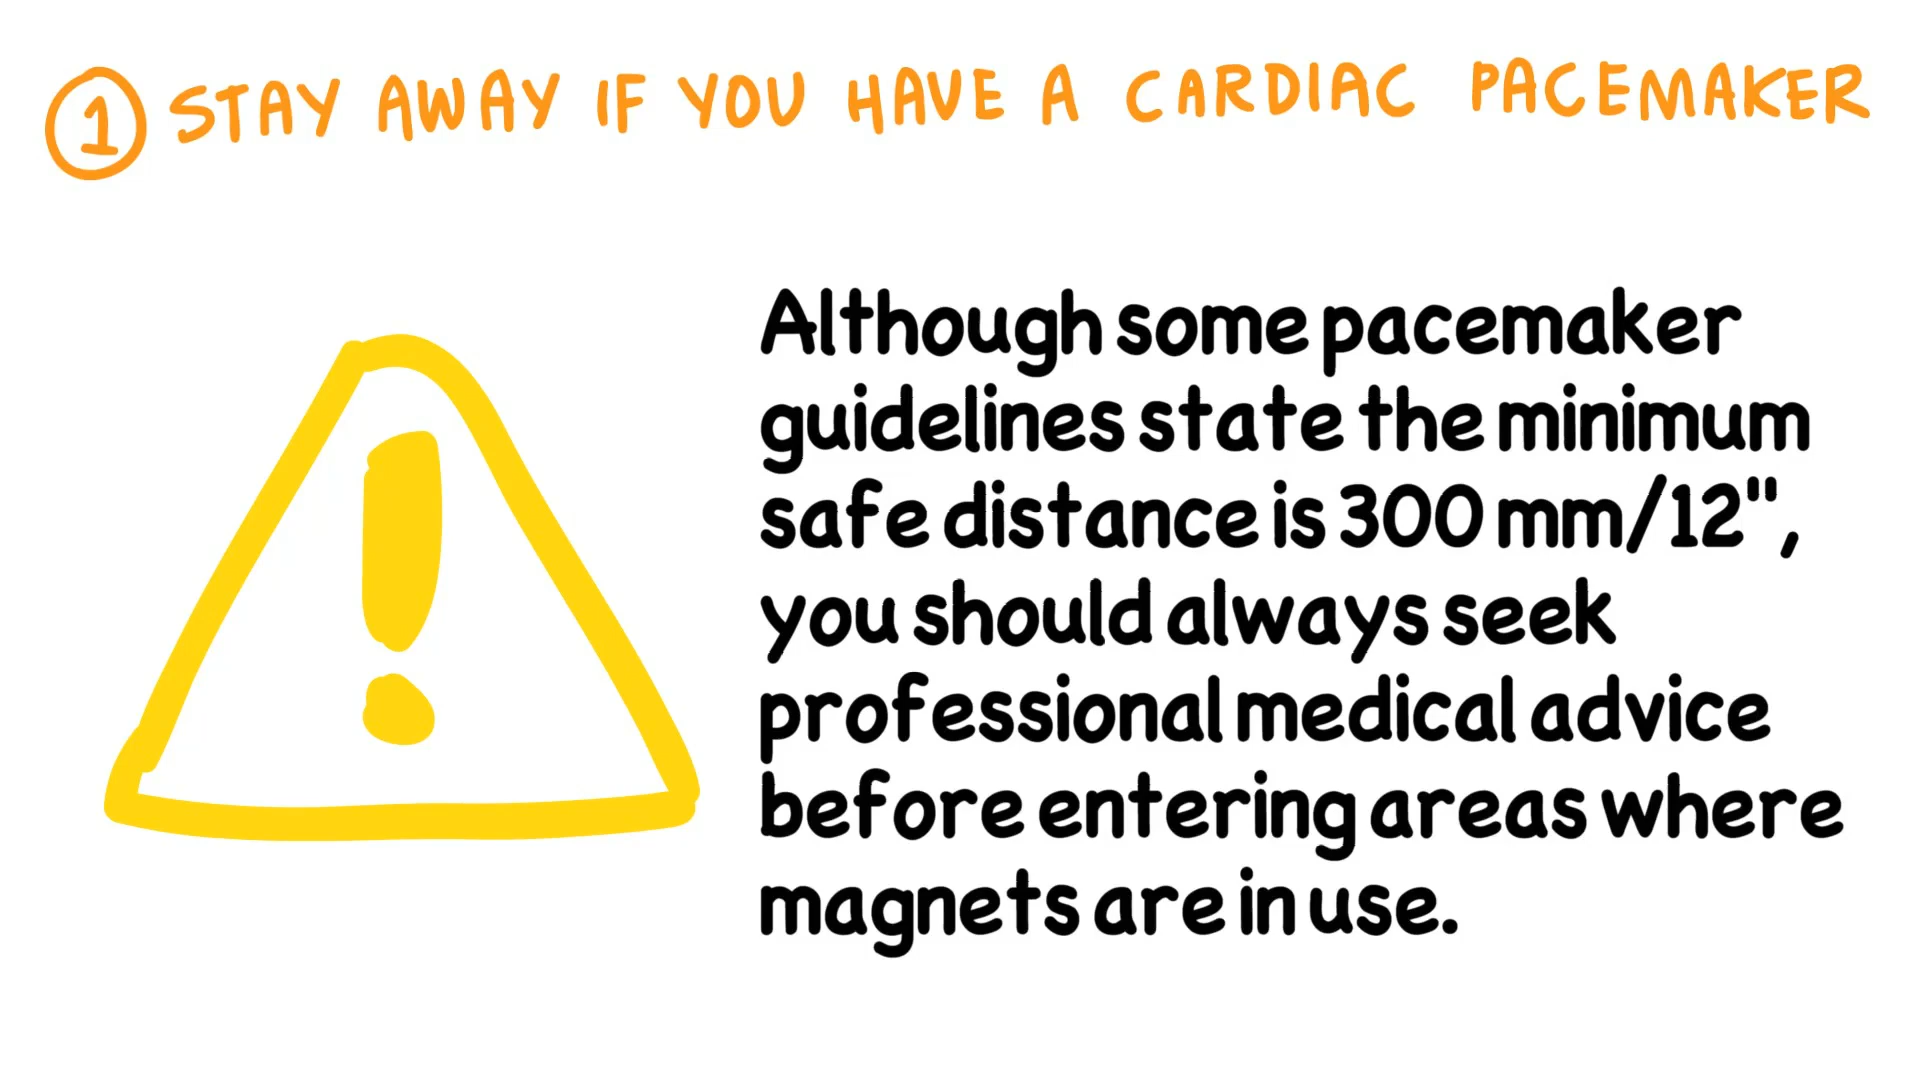 1 STAY AWAY IF YOU HAVE A CARDIAC PACEMAKER
Although some pacemaker
guidelines state the minimum
safe distance is 300 mm/12",
you should always seek
professional medical advice
before entering areas where
magnets are in use.